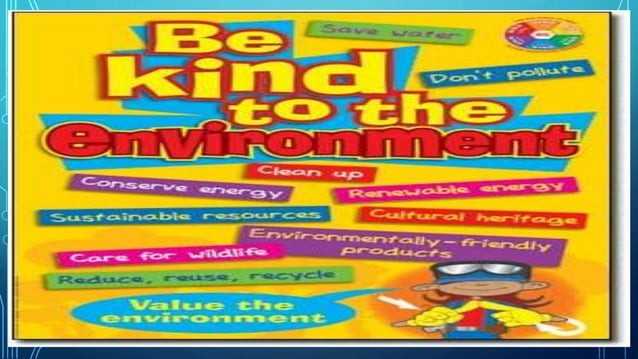 Be
Save water
kind
Don't pollute
to the
environment
Clean up
Conserve energy
Renewable energy
Sustainable resources
Cultural heritage
Environmentally-friendly
products
Care for wildlife
Reduce, reuse, recycle
Value the
environment